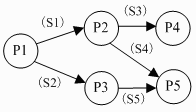 (S1)
P2
(S3)
P4
P1
(S4)
(S2)
P3
(S5)
P5